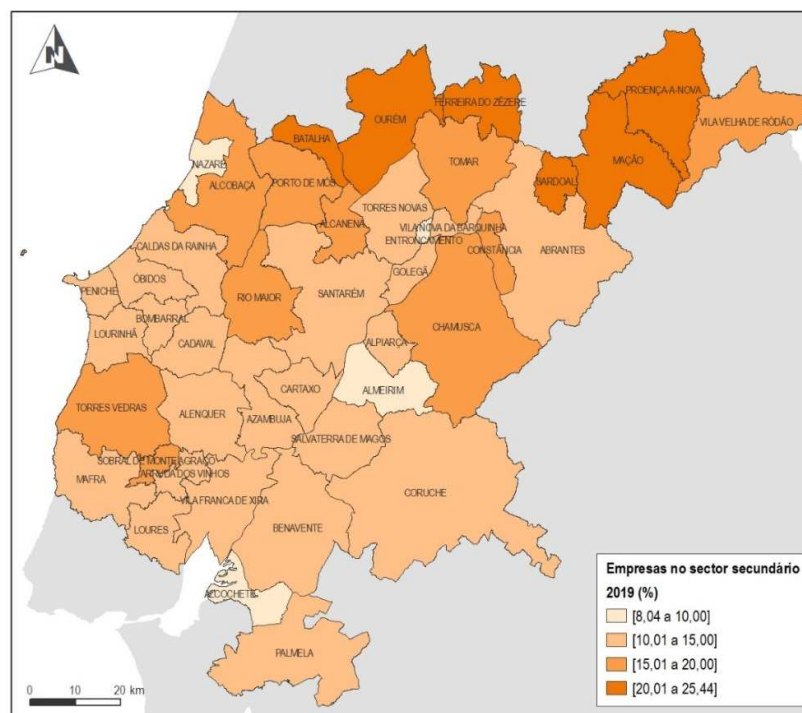 N
FERREIRA DO ZÊZERE
PROENÇA-A-NOVA
OURÉM
VILA VELHA DE RÓDÃO
BATALHA
NAZARÉ
TOMAR
MAÇÃO
SARDOAL
ALCOBAÇA
PORTO DE MÓS
TORRES NOVAS
ALCANENA
VILA NOVA DA BARQUINHA
ENTRONCAMENTO
CONSTÂNCIA
ABRANTES
CALDAS DA RAINHA
GOLEGÃ
ÓBIDOS
PENICHE
RIO MAIOR
SANTARÉM
CHAMUSCA
BOMBARRAL
LOURINHÃ
CADAVAL
ALPIARÇA
CARTAXO
ALMEIRIM
TORRES VEDRAS
ALENQUER
AZAMBUJA
SALVATERRA DE MAGOS
SOBRAL DE MONTE AGRAÇO
ARRUDA DOS VINHOS
MAFRA
CORUCHE
VILA FRANCA DE XIRA
LOURES
BENAVENTE
ALCOCHETE
PALMELA
Empresas no sector secundário
2019 (%)
[8,04 a 10,00]
[10,01 a 15,00]
[15,01 a 20,00]
[20,01 a 25,44]
0 10 20 km